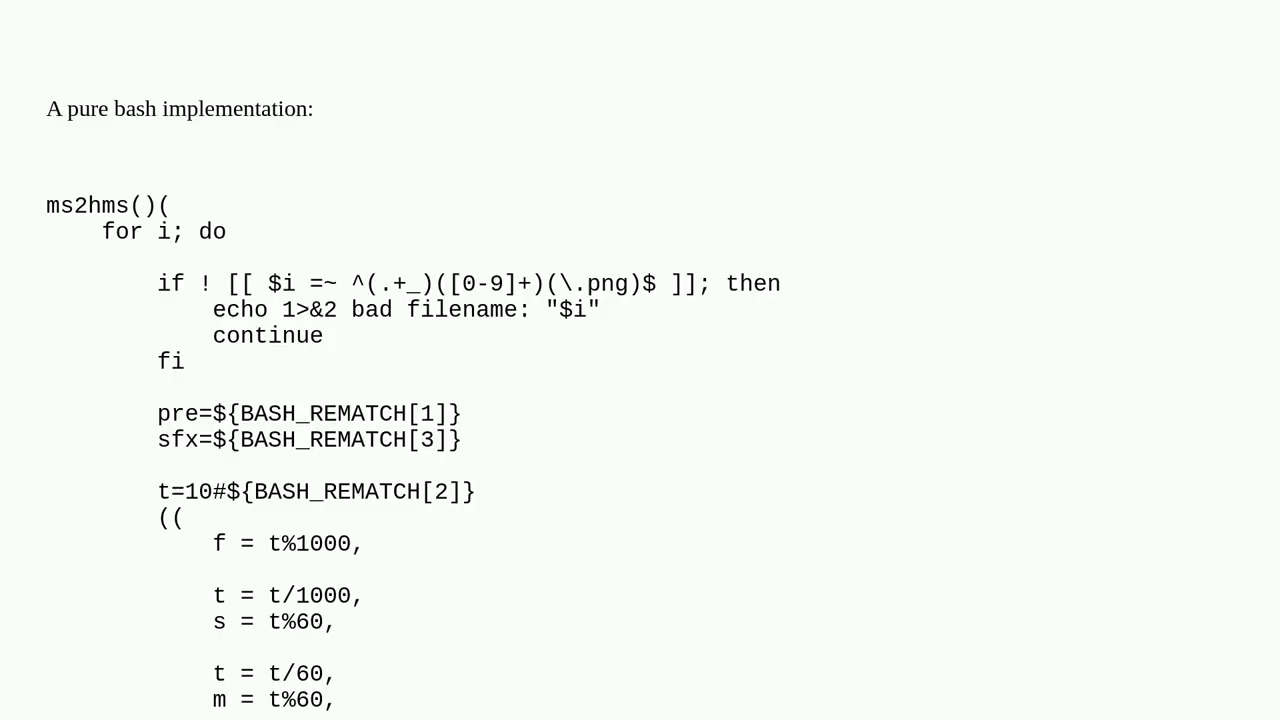 A pure bash implementation:
ms2hms()(
    for i; do
        if ! [[ $i =~ ^(.+_)([0-9]+)(\.png)$ ]]; then
            echo 1>&2 bad filename: "$i"
            continue
        fi
        pre=${BASH_REMATCH[1]}
        sfx=${BASH_REMATCH[3]}
        t=10#${BASH_REMATCH[2]}
        ((
            f = t%1000,
            t = t/1000,
            s = t%60,
            t = t/60,
            m = t%60,